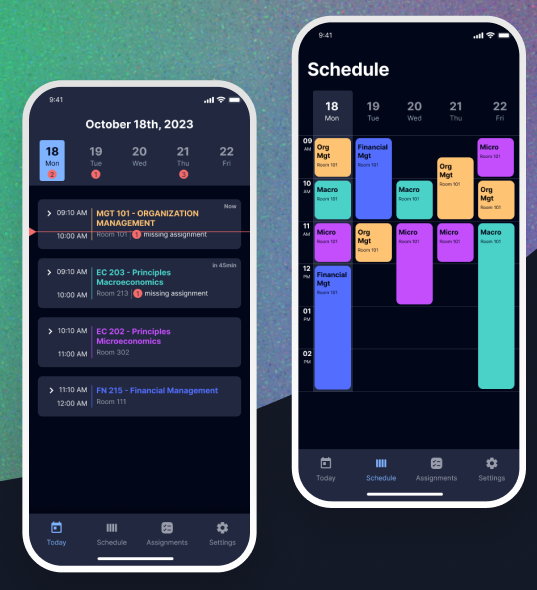 9:41
October 18th, 2023
18 19 20 21 22
Mon Tue Wed Thu Fri
2 1 3
Now
09:10 AM MGT 101 - ORGANIZATION
MANAGEMENT
10:00 AM Room 101 1 missing assignment
in 45min
09:10 AM EC 203 - Principles
Macroeconomics
10:00 AM Room 213 1 missing assignment
10:10 AM EC 202 - Principles
Microeconomics
11:00 AM Room 302
11:10 AM FN 215 - Financial Management
12:00 AM Room 111
Today Schedule Assignments Settings
9:41
Schedule
18 19 20 21 22
Mon Tue Wed Thu Fri
09
AM
Org
Mgt
Room 101
Financial
Mgt
Room 101
Micro
Room 101
Org
Mgt
Room 101
10
AM
Macro
Room 101
Macro
Room 101
Org
Mgt
Room 101
11
AM
Micro
Room 101
Org
Mgt
Room 101
Micro
Room 101
Micro
Room 101
Macro
Room 101
12
PM
Financial
Mgt
Room 101
01
PM
02
PM
Today Schedule Assignments Settings